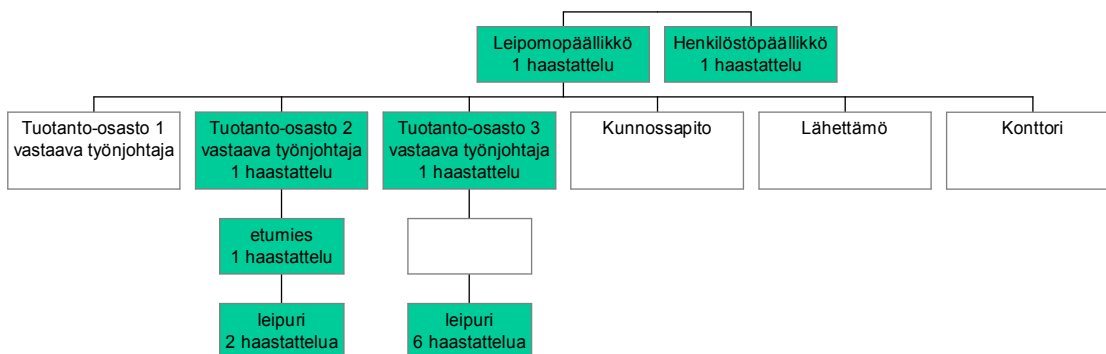 Leipomopäällikkö
1 haastattelu
Henkilöstöpäällikkö
1 haastattelu
Tuotanto-osasto 1
vastaava työnjohtaja
Tuotanto-osasto 2
vastaava työnjohtaja
1 haastattelu
Tuotanto-osasto 3
vastaava työnjohtaja
1 haastattelu
Kunnossapito
Lähettämö
Konttori
etumies
1 haastattelu
leipuri
2 haastattelua
leipuri
6 haastattelua